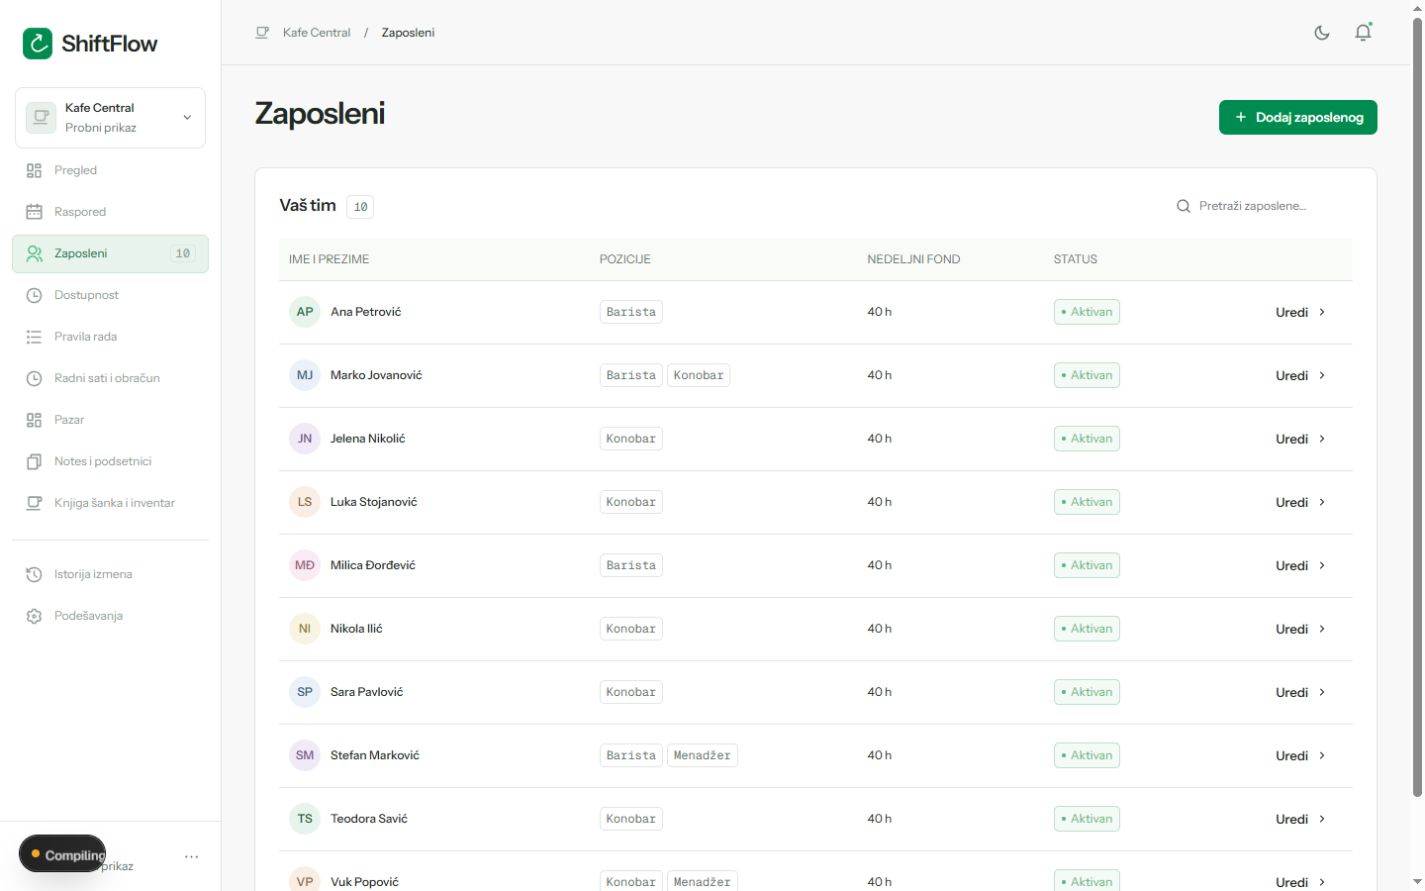 ShiftFlow
Kafe Central
Probni prikaz
Pregled
Raspored
Zaposleni 10
Dostupnost
Pravila rada
Radni sati i obračun
Pazar
Notes i podsetnici
Knjiga šanka i inventar
Istorija izmena
Podešavanja
Compiling
prikaz
...
Kafe Central / Zaposleni
Zaposleni
+ Dodaj zaposlenog
Vaš tim 10
Pretraži zaposlene...
IME I PREZIME POZICIJE NEDELJNI FOND STATUS
AP Ana Petrović Barista 40 h Aktivan Uredi
MJ Marko Jovanović Barista Konobar 40 h Aktivan Uredi
JN Jelena Nikolić Konobar 40 h Aktivan Uredi
LS Luka Stojanović Konobar 40 h Aktivan Uredi
MĐ Milica Đorđević Barista 40 h Aktivan Uredi
NI Nikola Ilić Konobar 40 h Aktivan Uredi
SP Sara Pavlović Konobar 40 h Aktivan Uredi
SM Stefan Marković Barista Menadžer 40 h Aktivan Uredi
TS Teodora Savić Konobar 40 h Aktivan Uredi
VP Vuk Popović Konobar Menadžer 40 h Aktivan Uredi